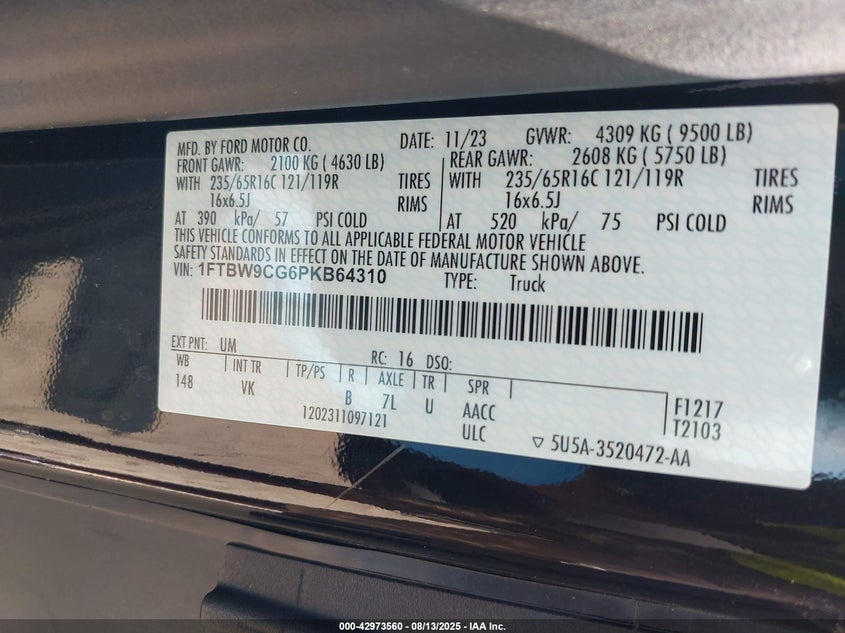 MFD. BY FORD MOTOR CO. DATE: 11/23 GVWR: 4309 KG ( 9500 LB)
FRONT GAWR: 2100 KG ( 4630 LB) REAR GAWR: 2608 KG ( 5750 LB)
WITH 235/65R16C 121/119R TIRES WITH 235/65R16C 121/119R TIRES
16x6.5J RIMS 16x6.5J RIMS
AT 390 kPa/ 57 PSI COLD AT 520 kPa/ 75 PSI COLD
THIS VEHICLE CONFORMS TO ALL APPLICABLE FEDERAL MOTOR VEHICLE
SAFETY STANDARDS IN EFFECT ON THE DATE OF MANUFACTURE SHOWN ABOVE.
VIN: 1FTBW9CG6PKB64310 TYPE: Truck
EXT PNT: UM RC: 16 DSO:
WB INT TR TP/PS R AXLE TR SPR
148 VK B 7L U AACC F1217
1202311097121 ULC T2103
▽ 5U5A-3520472-AA
000-42973560 - 08/13/2025 - IAA Inc.